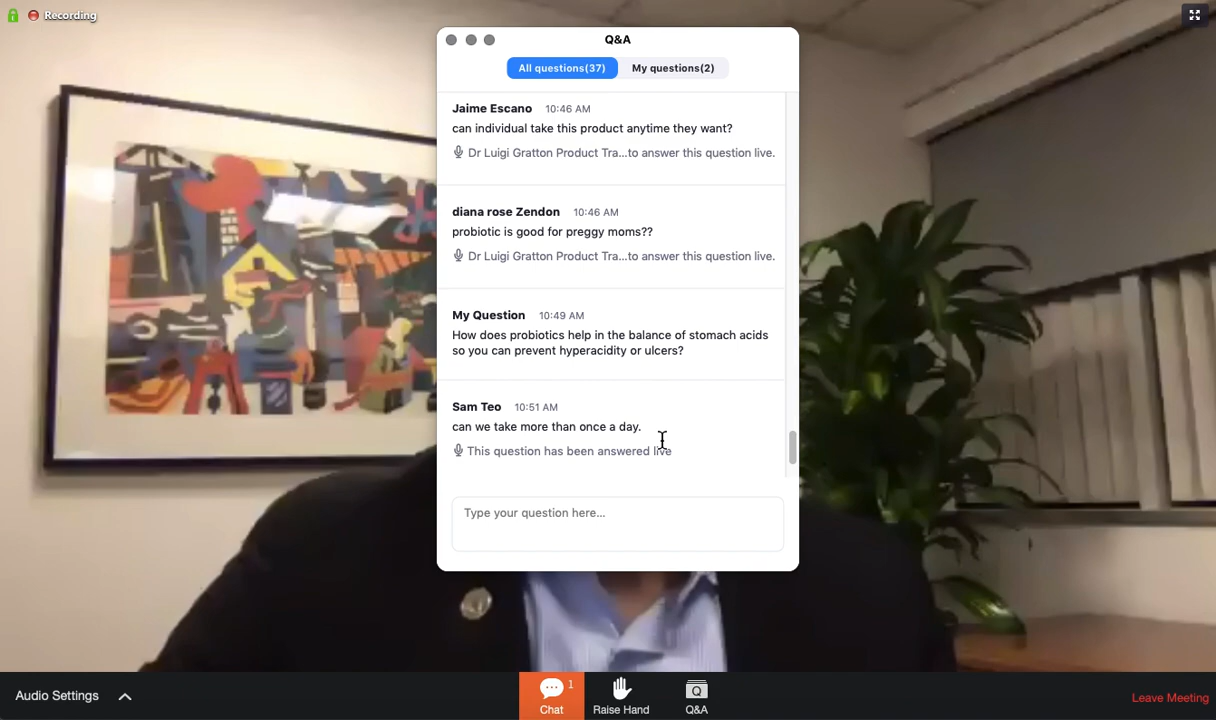 Recording
Q&A
All questions(37) My questions(2)
Jaime Escano 10:46 AM
can individual take this product anytime they want?
Dr Luigi Gratton Product Tra...to answer this question live.
diana rose Zendon 10:46 AM
probiotic is good for preggy moms??
Dr Luigi Gratton Product Tra...to answer this question live.
My Question 10:49 AM
How does probiotics help in the balance of stomach acids
so you can prevent hyperacidity or ulcers?
Sam Teo 10:51 AM
can we take more than once a day.
This question has been answered live
Type your question here...
Audio Settings
1
Chat
Raise Hand
Q
Q&A
Leave Meeting